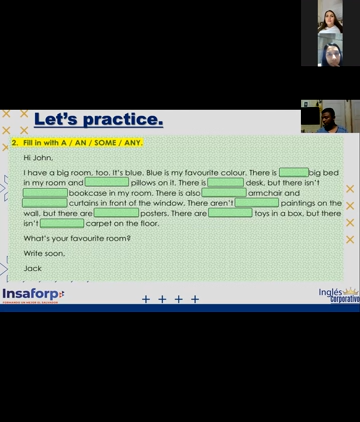 Let's practice.
2. Fill in with A / AN / SOME / ANY.
Hi John,
I have a big room, too. It's blue. Blue is my favourite colour. There is big bed
in my room and pillows on it. There is desk, but there isn't
bookcase in my room. There is also armchair and
curtains in front of the window. There aren't paintings on the
wall, but there are posters. There are toys in a box, but there
isn't carpet on the floor.
What's your favourite room?
Write soon,
Jack
Insaforp
Inglés
Corporativo